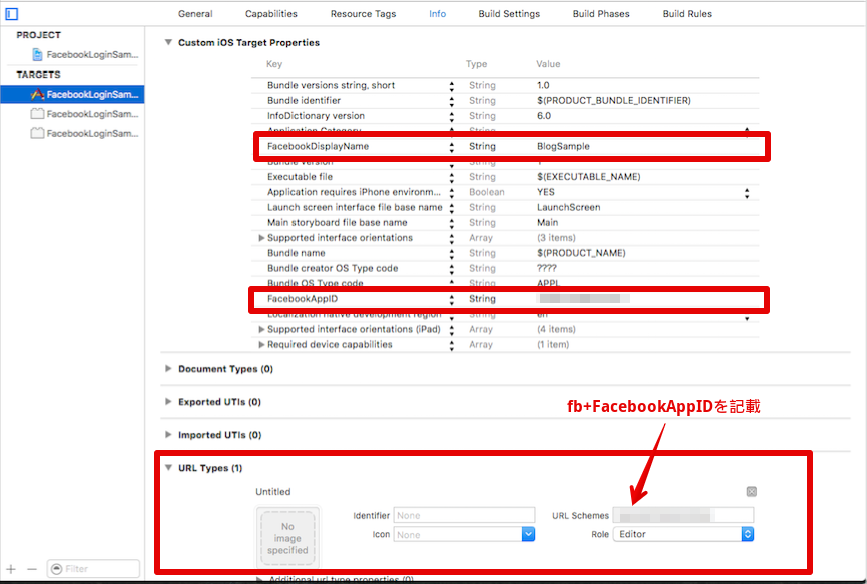 General Capabilities Resource Tags Info Build Settings Build Phases Build Rules
PROJECT
FacebookLoginSam...
TARGETS
FacebookLoginSam...
FacebookLoginSam...
FacebookLoginSam...
Custom iOS Target Properties
Key Type Value
Bundle versions string, short String 1.0
Bundle identifier String $(PRODUCT_BUNDLE_IDENTIFIER)
InfoDictionary version String 6.0
Application Category String
FacebookDisplayName String BlogSample
Bundle version String 1
Executable file String $(EXECUTABLE_NAME)
Application requires iPhone environm... Boolean YES
Launch screen interface file base name String LaunchScreen
Main storyboard file base name String Main
Supported interface orientations Array (3 items)
Bundle name String $(PRODUCT_NAME)
Bundle creator OS Type code String ????
Bundle OS Type code String APPL
FacebookAppID String
Localization native development region String en
Supported interface orientations (iPad) Array (4 items)
Required device capabilities Array (1 item)
Document Types (0)
Exported UTIs (0)
fb+FacebookAppIDを記載
Imported UTIs (0)
URL Types (1)
Untitled
No image specified
Identifier None URL Schemes
Icon None Role Editor
Additional url type properties (0)
Filter